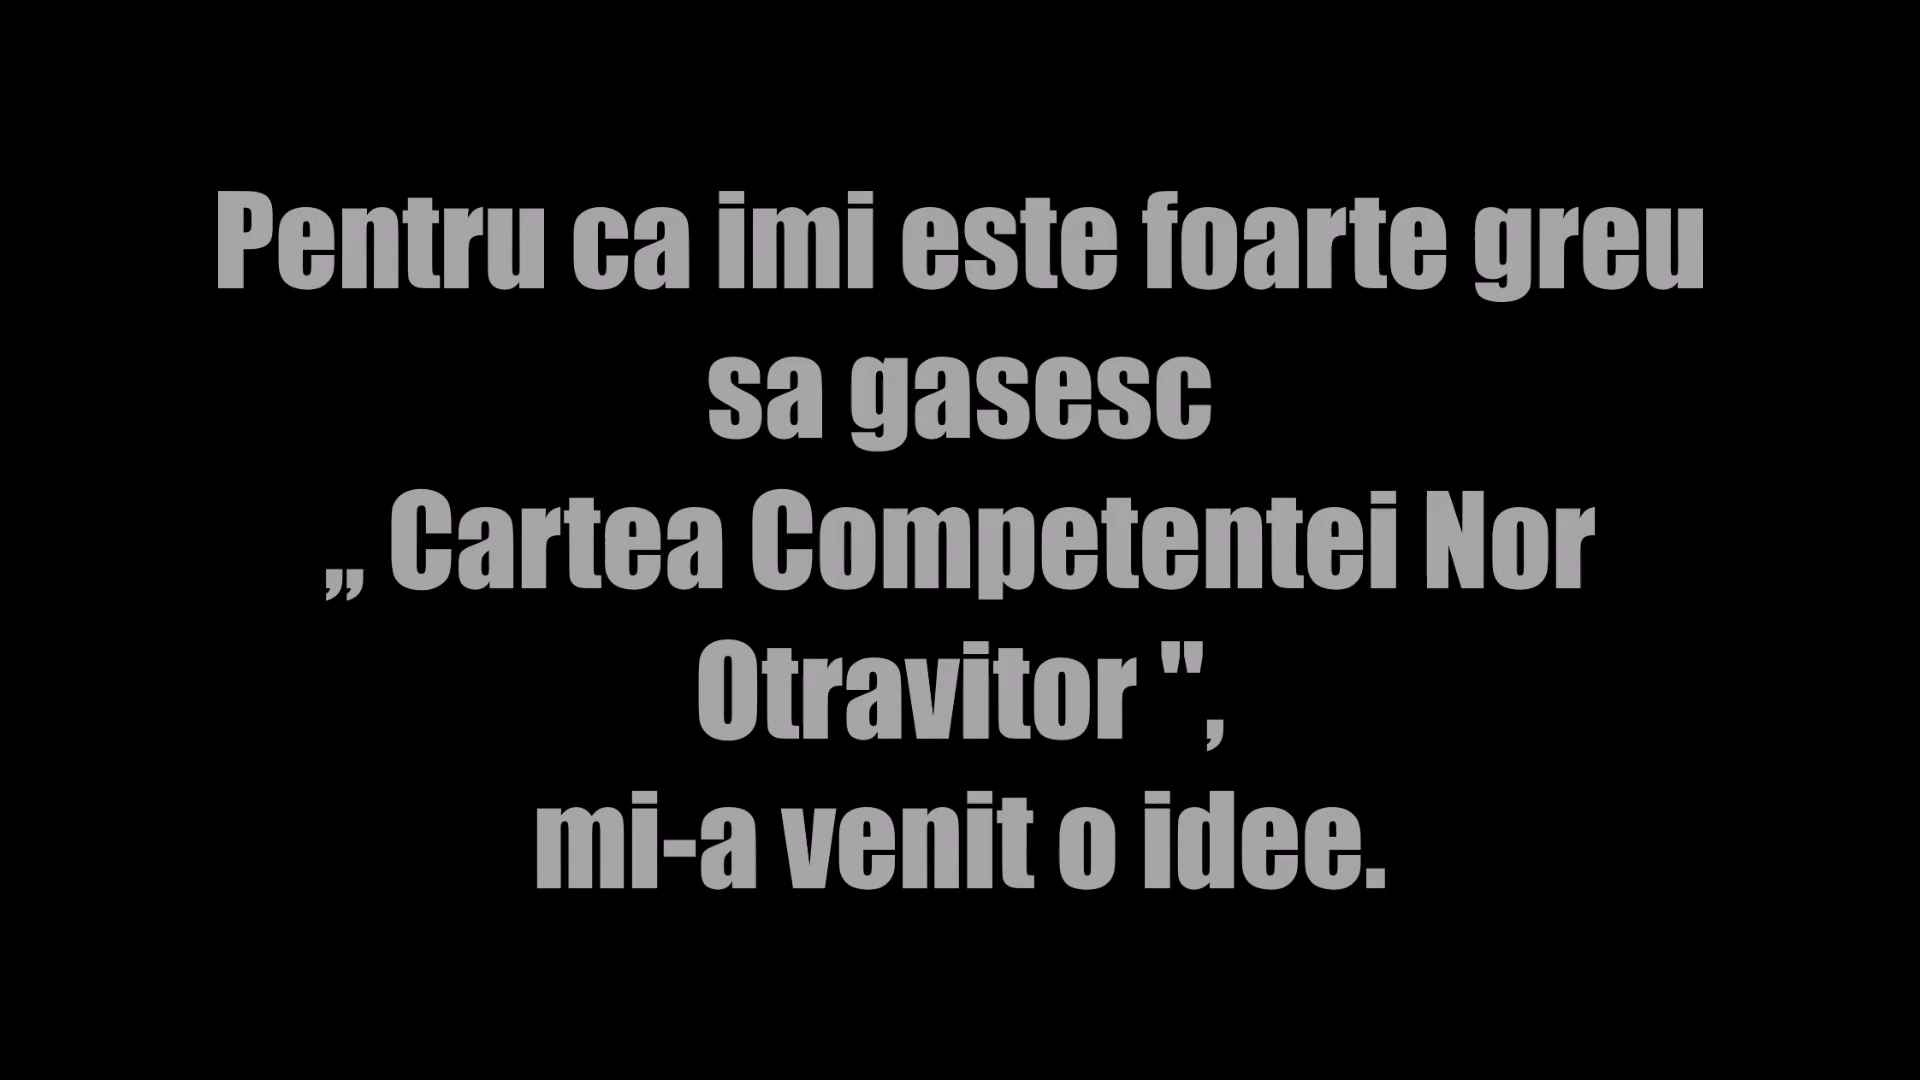 Pentru ca imi este foarte greu
sa gasesc
„ Cartea Competentei Nor
Otravitor ",
mi-a venit o idee.